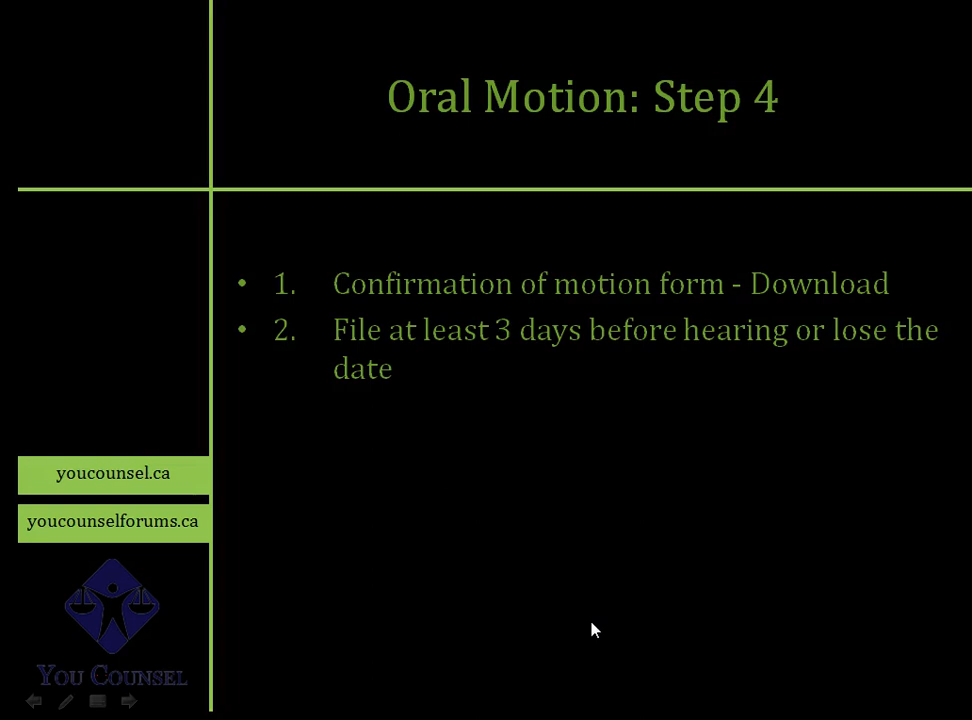 Oral Motion: Step 4
• 1. Confirmation of motion form - Download
• 2. File at least 3 days before hearing or lose the
date
youcounsel.ca
youcounselforums.ca
YOU COUNSEL